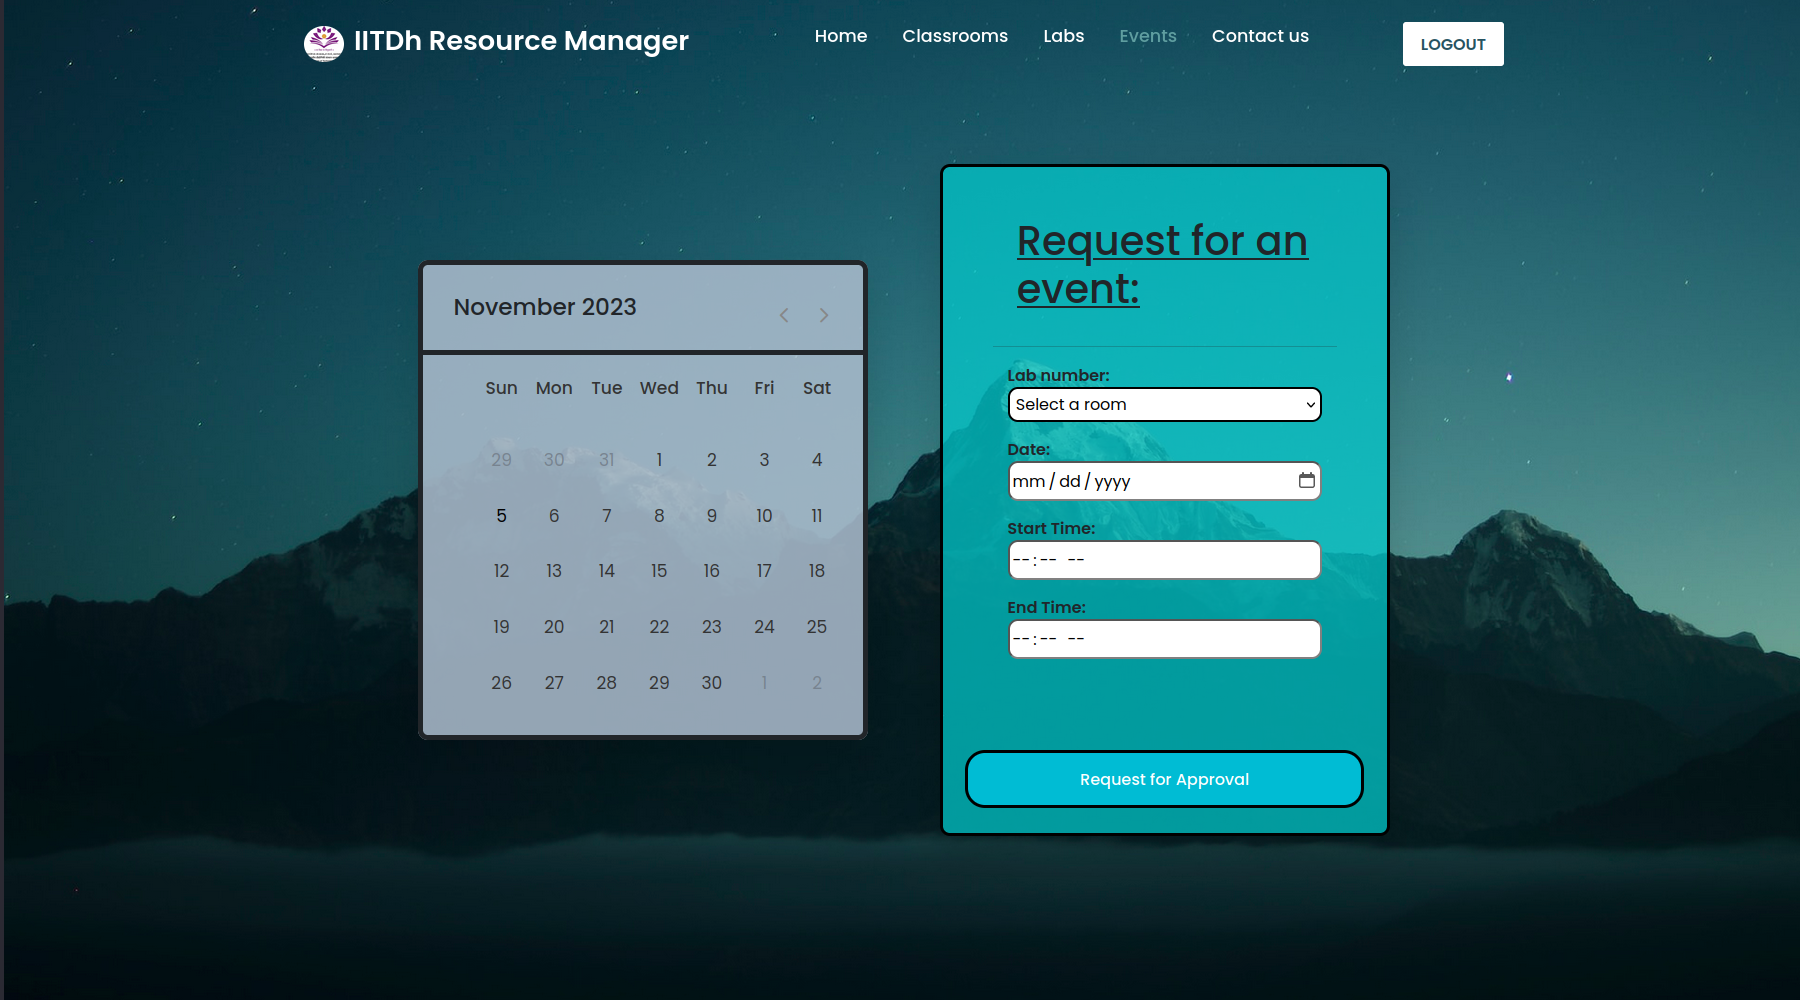 IITDh Resource Manager
Home Classrooms Labs Events Contact us
LOGOUT
November 2023
Sun Mon Tue Wed Thu Fri Sat
29 30 31 1 2 3 4
5 6 7 8 9 10 11
12 13 14 15 16 17 18
19 20 21 22 23 24 25
26 27 28 29 30 1 2
Request for an
event:
Lab number:
Select a room
Date:
mm/dd/yyyy
Start Time:
--:-- --
End Time:
--:-- --
Request for Approval